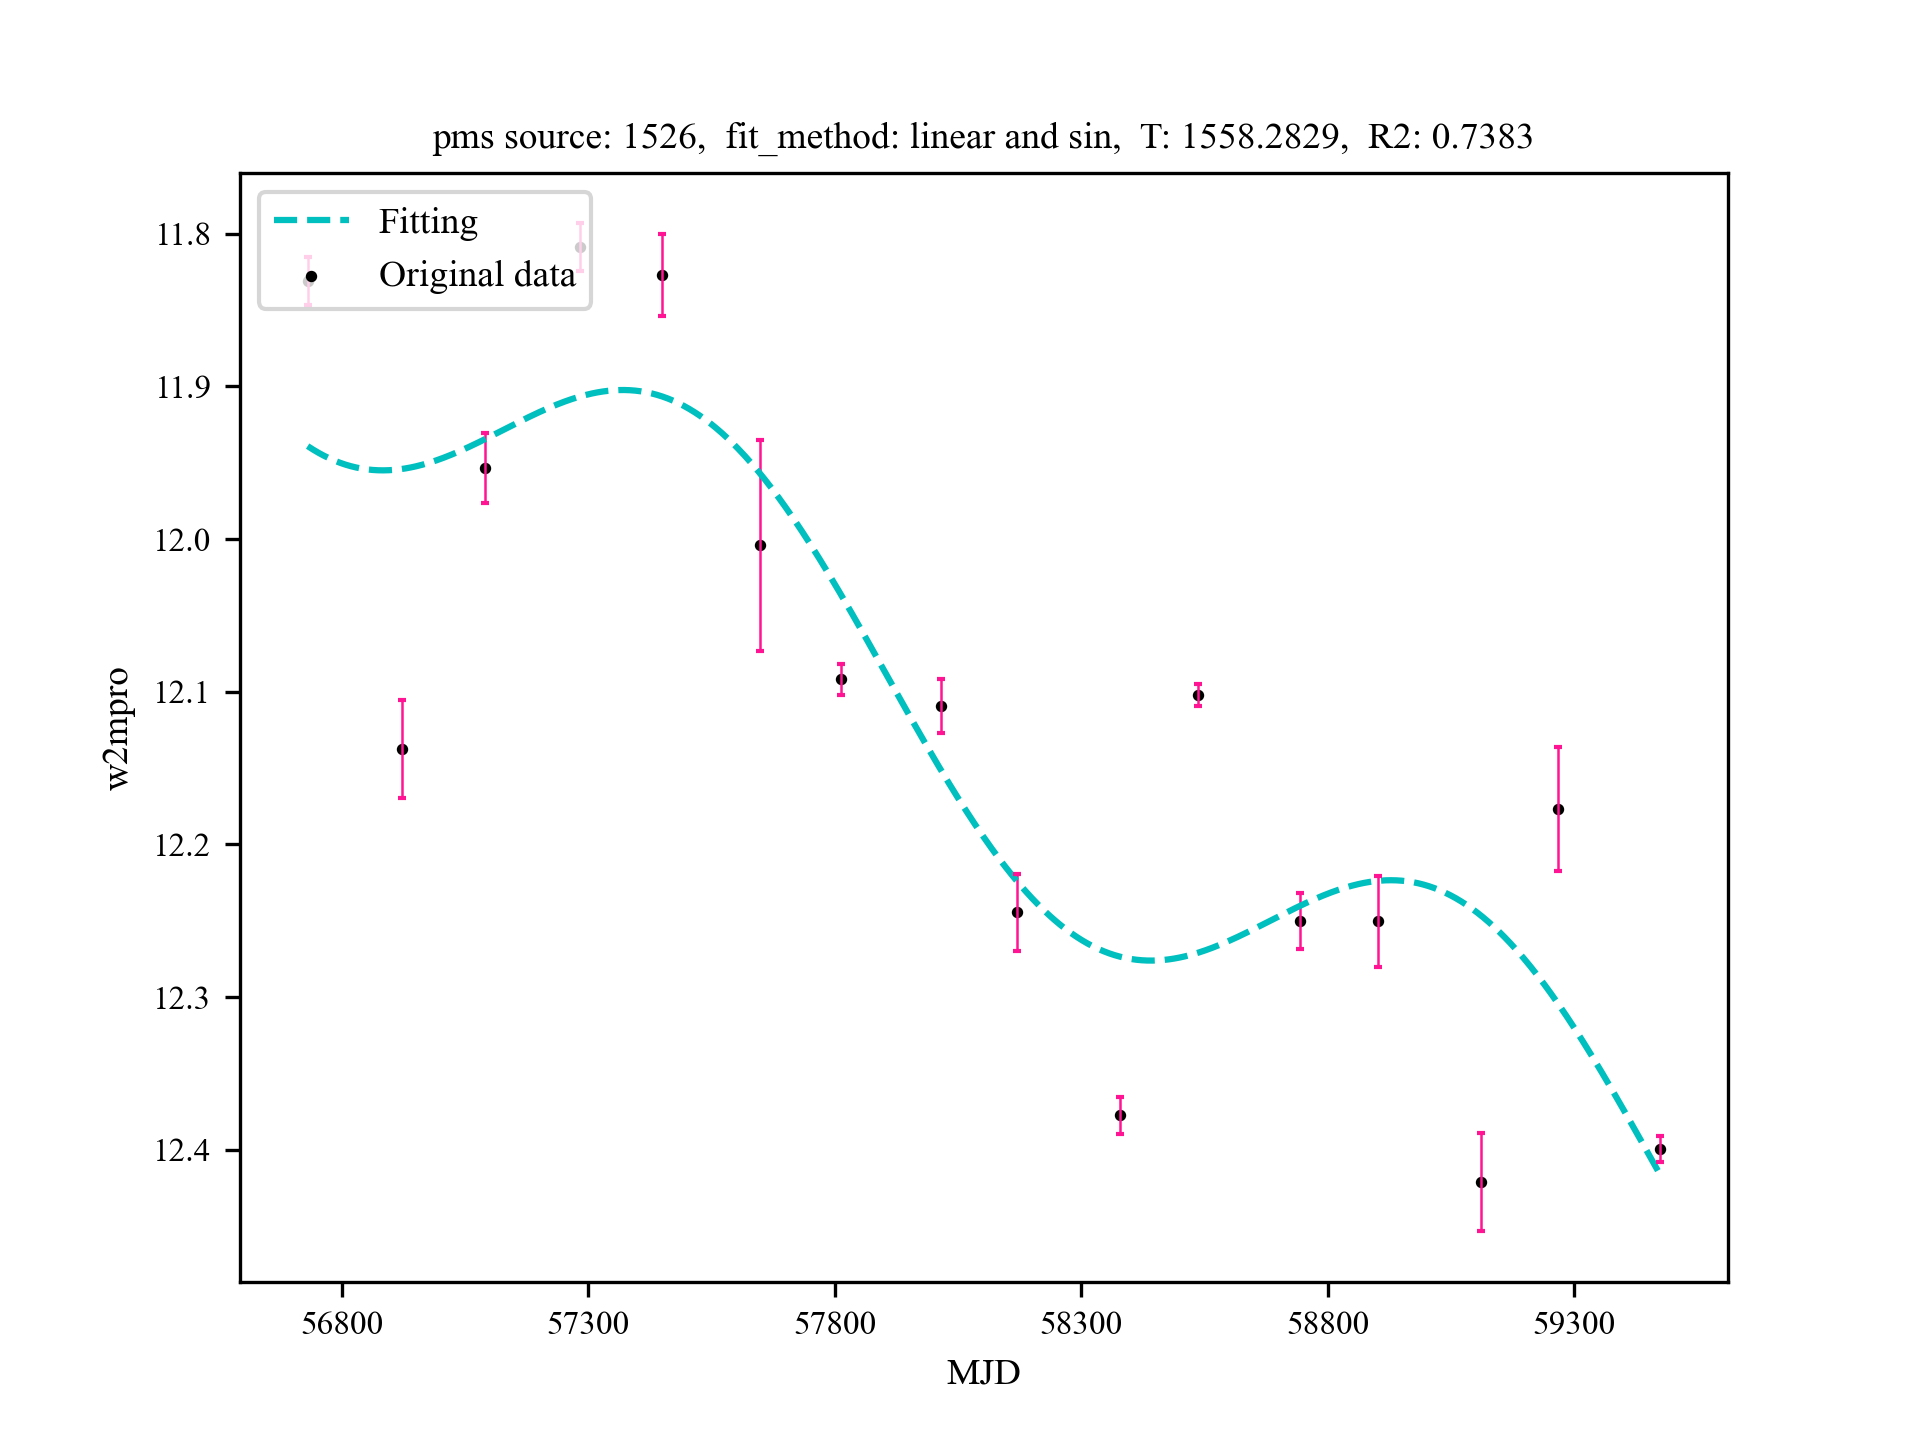 pms source: 1526,  fit_method: linear and sin,  T: 1558.2829,  R2: 0.7383
Fitting
Original data
11.8
11.9
12.0
12.1
12.2
12.3
12.4
w2mpro
56800 57300 57800 58300 58800 59300
MJD